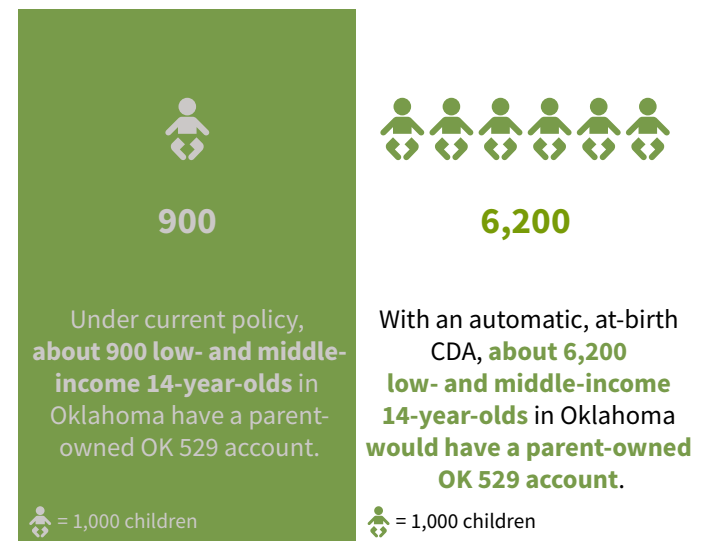 900
Under current policy,
about 900 low- and middle-
income 14-year-olds in
Oklahoma have a parent-
owned OK 529 account.
= 1,000 children
6,200
With an automatic, at-birth
CDA, about 6,200
low- and middle-income
14-year-olds in Oklahoma
would have a parent-owned
OK 529 account.
= 1,000 children